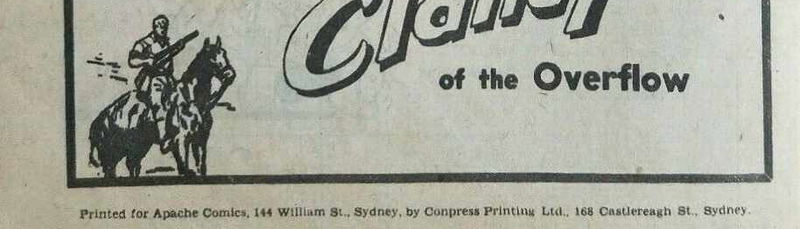 Clancy
of the Overflow
Printed for Apache Comics, 144 William St., Sydney, by Conpress Printing Ltd., 168 Castlereagh St., Sydney.